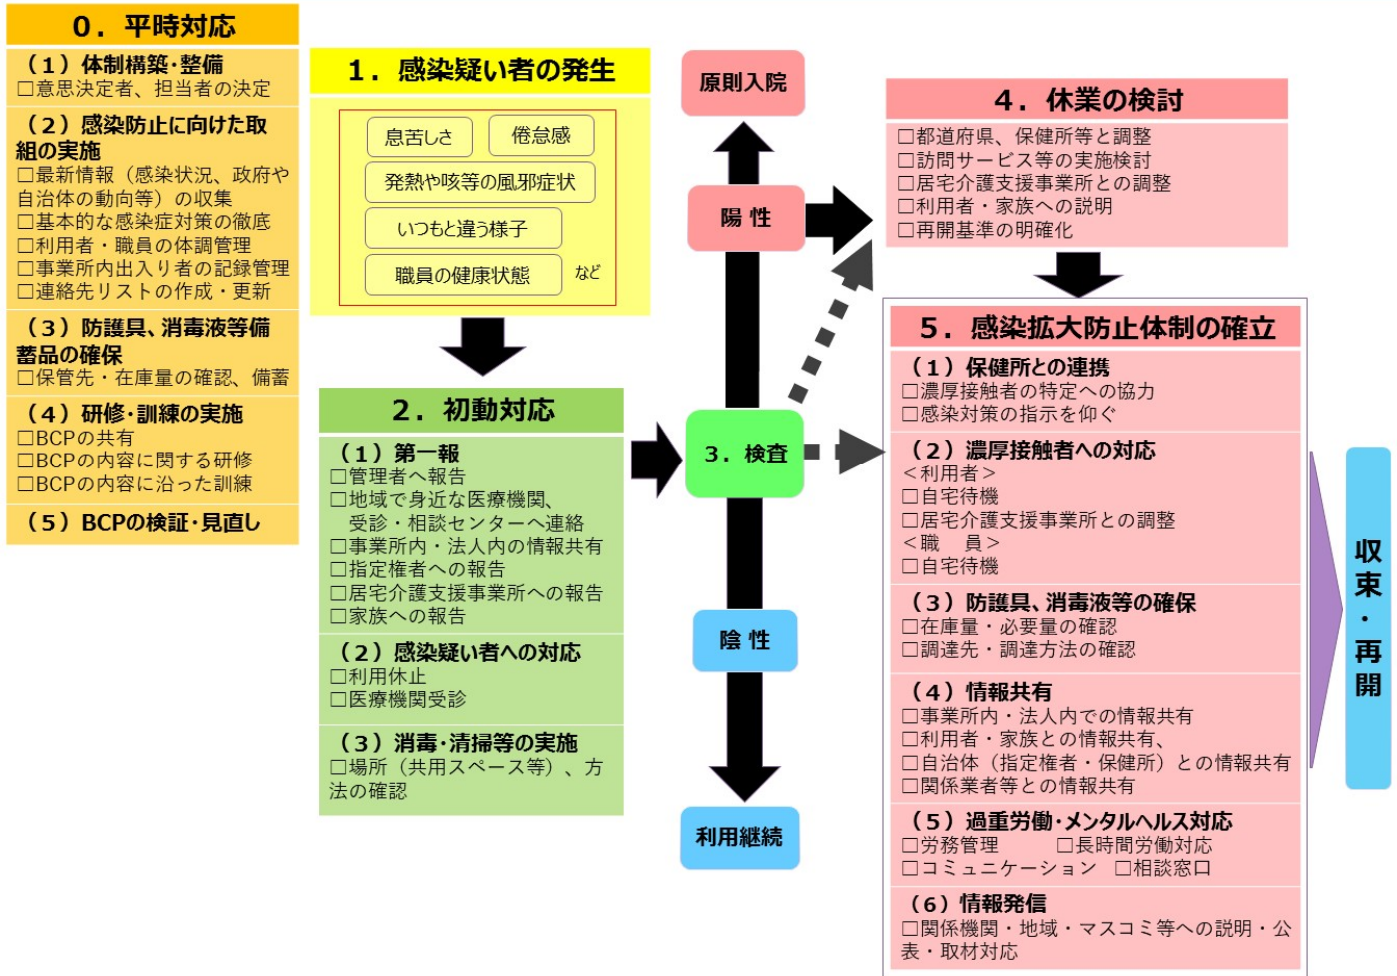 0．平時対応
（1）体制構築・整備
□意思決定者、担当者の決定
（2）感染防止に向けた取
組の実施
□最新情報（感染状況、政府や
自治体の動向等）の収集
□基本的な感染症対策の徹底
□利用者・職員の体調管理
□事業所内出入り者の記録管理
□連絡先リストの作成・更新
（3）防護具、消毒液等備
蓄品の確保
□保管先・在庫量の確認、備蓄
（4）研修・訓練の実施
□BCPの共有
□BCPの内容に関する研修
□BCPの内容に沿った訓練
（5）BCPの検証・見直し
1．感染疑い者の発生
息苦しさ
倦怠感
発熱や咳等の風邪症状
いつもと違う様子
職員の健康状態
など
2．初動対応
（1）第一報
□管理者へ報告
□地域で身近な医療機関、
受診・相談センターへ連絡
□事業所内・法人内の情報共有
□指定権者への報告
□居宅介護支援事業所への報告
□家族への報告
（2）感染疑い者への対応
□利用休止
□医療機関受診
（3）消毒・清掃等の実施
□場所（共用スペース等）、方
法の確認
原則入院
陽 性
3．検査
陰 性
利用継続
4．休業の検討
□都道府県、保健所等と調整
□訪問サービス等の実施検討
□居宅介護支援事業所との調整
□利用者・家族への説明
□再開基準の明確化
5．感染拡大防止体制の確立
（1）保健所との連携
□濃厚接触者の特定への協力
□感染対策の指示を仰ぐ
（2）濃厚接触者への対応
＜利用者＞
□自宅待機
□居宅介護支援事業所との調整
＜職　員＞
□自宅待機
（3）防護具、消毒液等の確保
□在庫量・必要量の確認
□調達先・調達方法の確認
（4）情報共有
□事業所内・法人内での情報共有
□利用者・家族との情報共有、
□自治体（指定権者・保健所）との情報共有
□関係業者等との情報共有
（5）過重労働・メンタルヘルス対応
□労務管理　□長時間労働対応
□コミュニケーション　□相談窓口
（6）情報発信
□関係機関・地域・マスコミ等への説明・公
表・取材対応
収束・再開